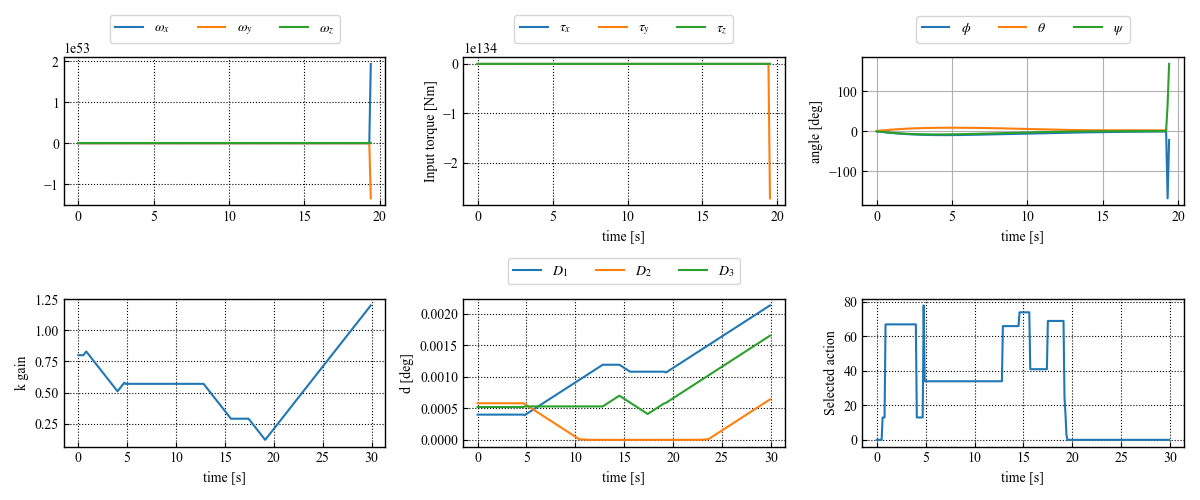 ωx ωy ωz
1e53
2
1
0
−1
0 5 10 15 20
τx τy τz
1e134
Input torque [Nm]
0
−1
−2
0 5 10 15 20
time [s]
ϕ θ ψ
angle [deg]
100
0
−100
0 5 10 15 20
time [s]
k gain
1.25
1.00
0.75
0.50
0.25
0 5 10 15 20 25 30
time [s]
D1 D2 D3
d [deg]
0.0020
0.0015
0.0010
0.0005
0.0000
0 5 10 15 20 25 30
time [s]
Selected action
80
60
40
20
0
0 5 10 15 20 25 30
time [s]